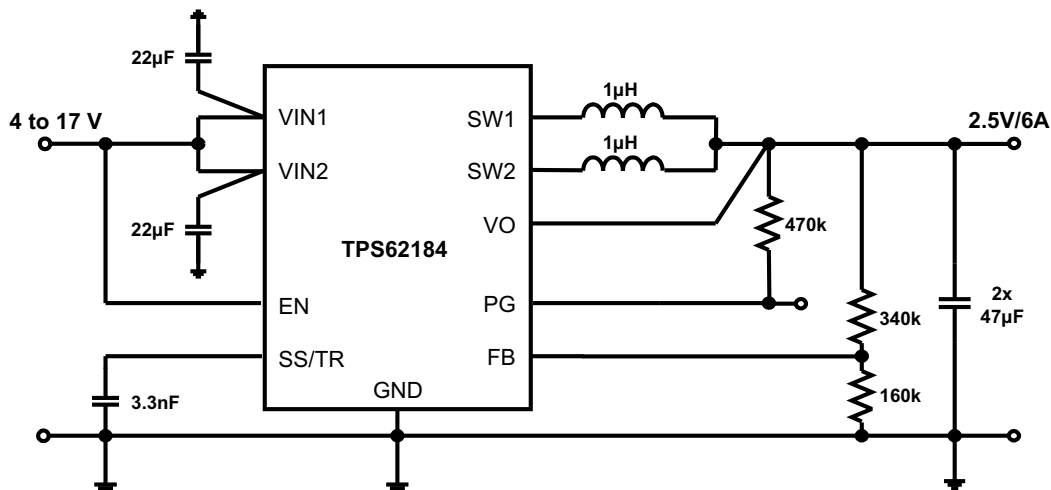 22µF
1µH
4 to 17 V
VIN1
SW1
2.5V/6A
1µH
VIN2
SW2
22µF
VO
470k
TPS62184
EN
PG
340k
2x
47µF
SS/TR
FB
GND
3.3nF
160k